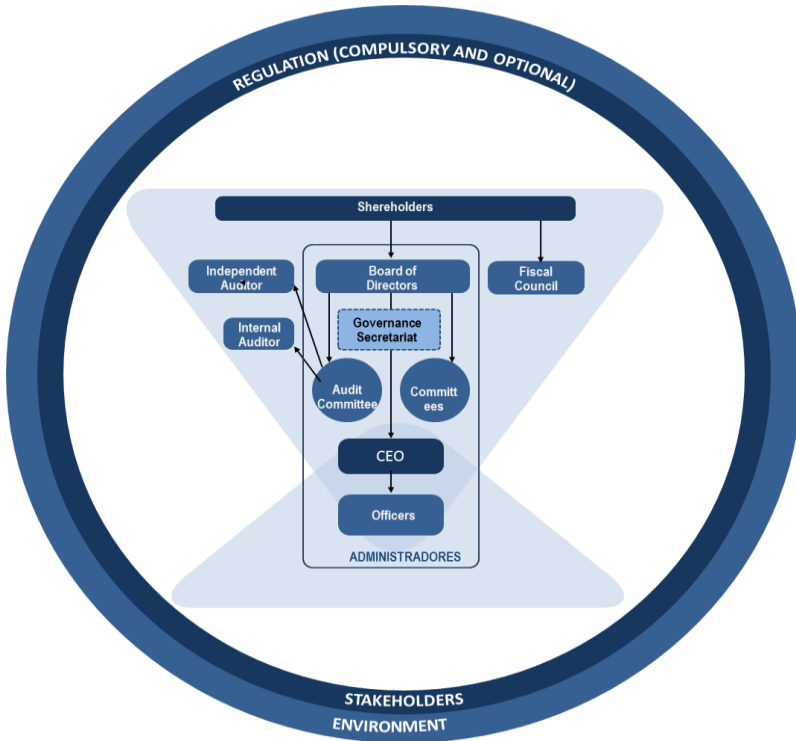 REGULATION (COMPULSORY AND OPTIONAL)
Shereholders
Independent
Auditor
Board of
Directors
Fiscal
Council
Internal
Auditor
Governance
Secretariat
Audit
Committee
Committ
ees
CEO
Officers
ADMINISTRADORES
STAKEHOLDERS
ENVIRONMENT